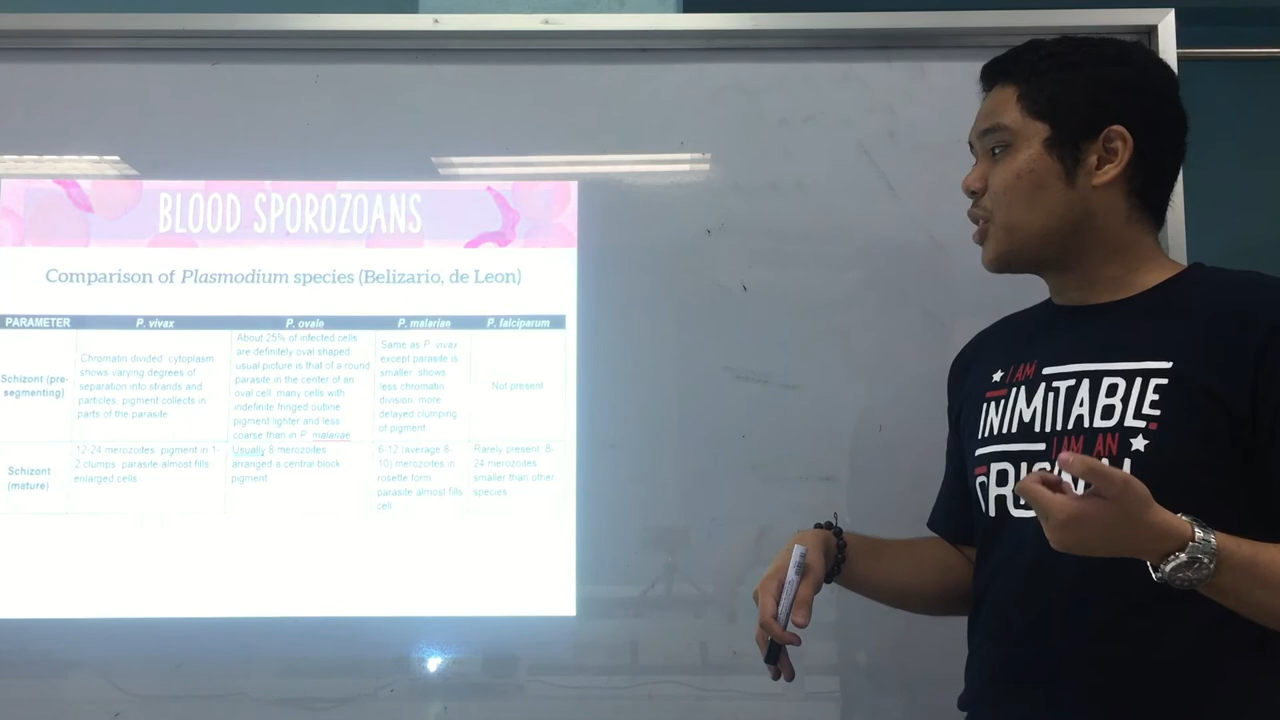 BLOOD SPOROZOANS
Comparison of Plasmodium species (Belizario, de Leon)
PARAMETER P. vivax P. ovale P. malariae P. falciparum
Schizont (pre-
segmenting)
Chromatin divided, cytoplasm
shows varying degrees of
separation into strands and
particles, pigment collects in
parts of the parasite
About 25% of infected cells
are definitely oval shaped,
usual picture is that of a round
parasite in the center of an
oval cell, many cells with
indefinite fringed outline,
pigment lighter and less
coarse than in P. malariae
Same as P. vivax
except parasite is
smaller, shows
less chromatin
division, more
delayed clumping
of pigment
Not present
Schizont
(mature)
12-24 merozoites, pigment in 1-
2 clumps, parasite almost fills
enlarged cells
Usually 8 merozoites
arranged a central block
pigment
6-12 (average 8-
10) merozoites in
rosette form,
parasite almost fills
cell
Rarely present, 8-
24 merozoites
smaller than other
species
I AM
INIMITABLE
I AM AN